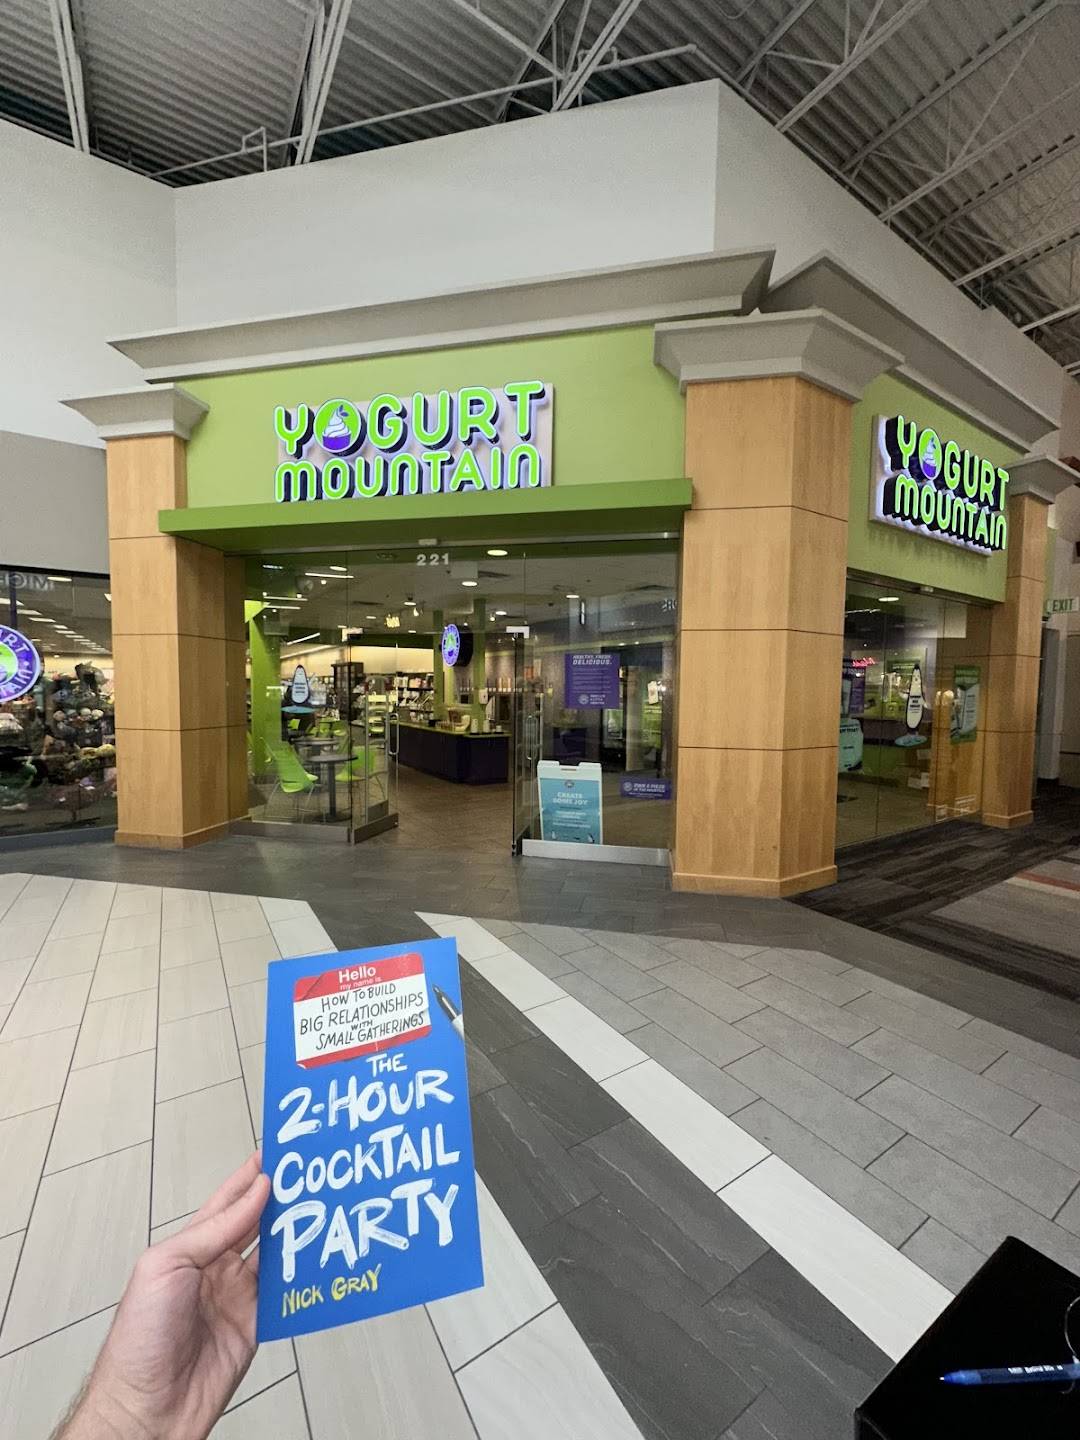 YOGURT
MOUNTAIN
YOGURT
MOUNTAIN
221
EXIT
HEALTHY. FRESH.
DELICIOUS.
CREATE
SOME JOY
Hello
my name is
HOW TO BUILD
BIG RELATIONSHIPS
WITH
SMALL GATHERINGS
THE
2-HOUR
COCKTAIL
PARTY
NICK GRAY